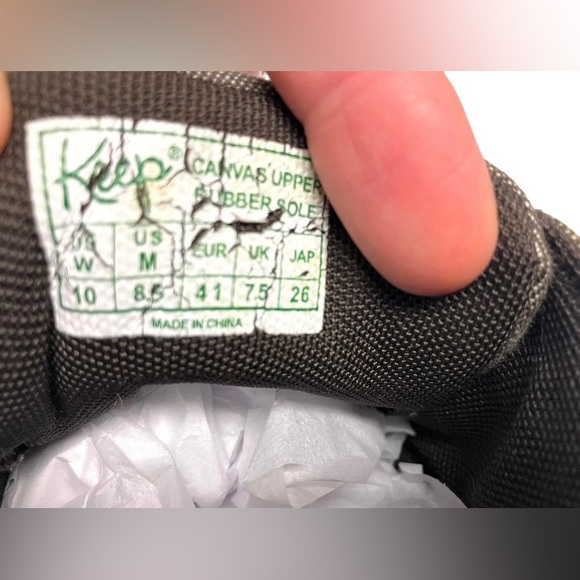 Keep®
CANVAS UPPER
RUBBER SOLE
US W US M EUR UK JAP
10 8.5 41 7.5 26
MADE IN CHINA